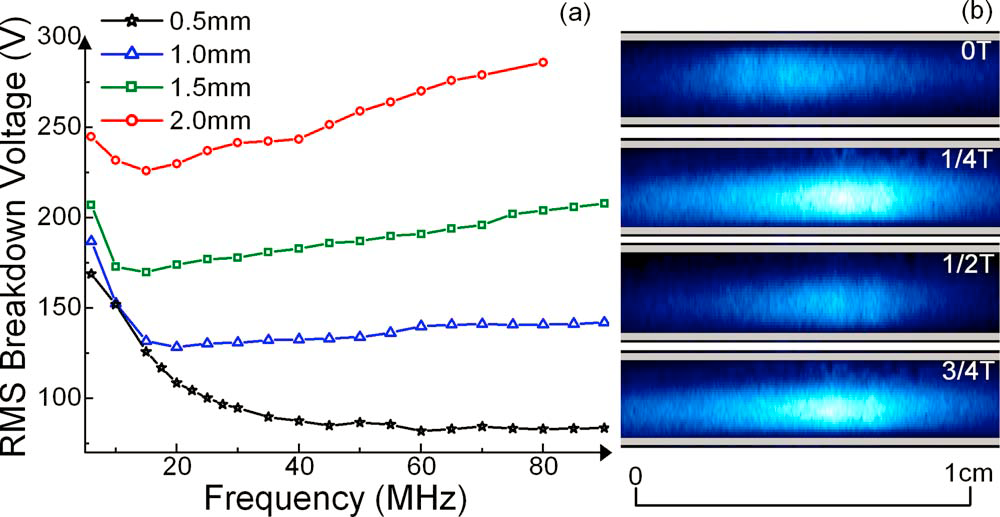 (a)
0.5mm
1.0mm
1.5mm
2.0mm
RMS Breakdown Voltage (V)
300
250
200
150
100
20 40 60 80
Frequency (MHz)
(b)
0T
1/4T
1/2T
3/4T
0 1cm